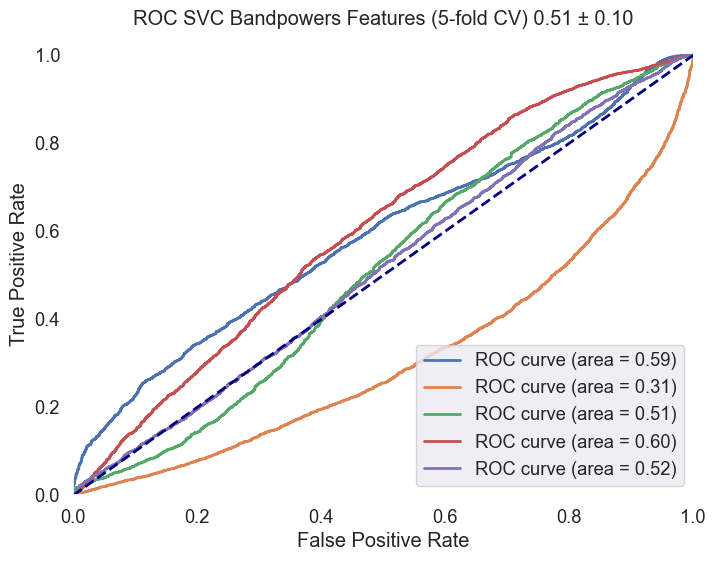 ROC SVC Bandpowers Features (5-fold CV) 0.51 ± 0.10
True Positive Rate
1.0
0.8
0.6
0.4
0.2
0.0
ROC curve (area = 0.59)
ROC curve (area = 0.31)
ROC curve (area = 0.51)
ROC curve (area = 0.60)
ROC curve (area = 0.52)
0.0 0.2 0.4 0.6 0.8 1.0
False Positive Rate